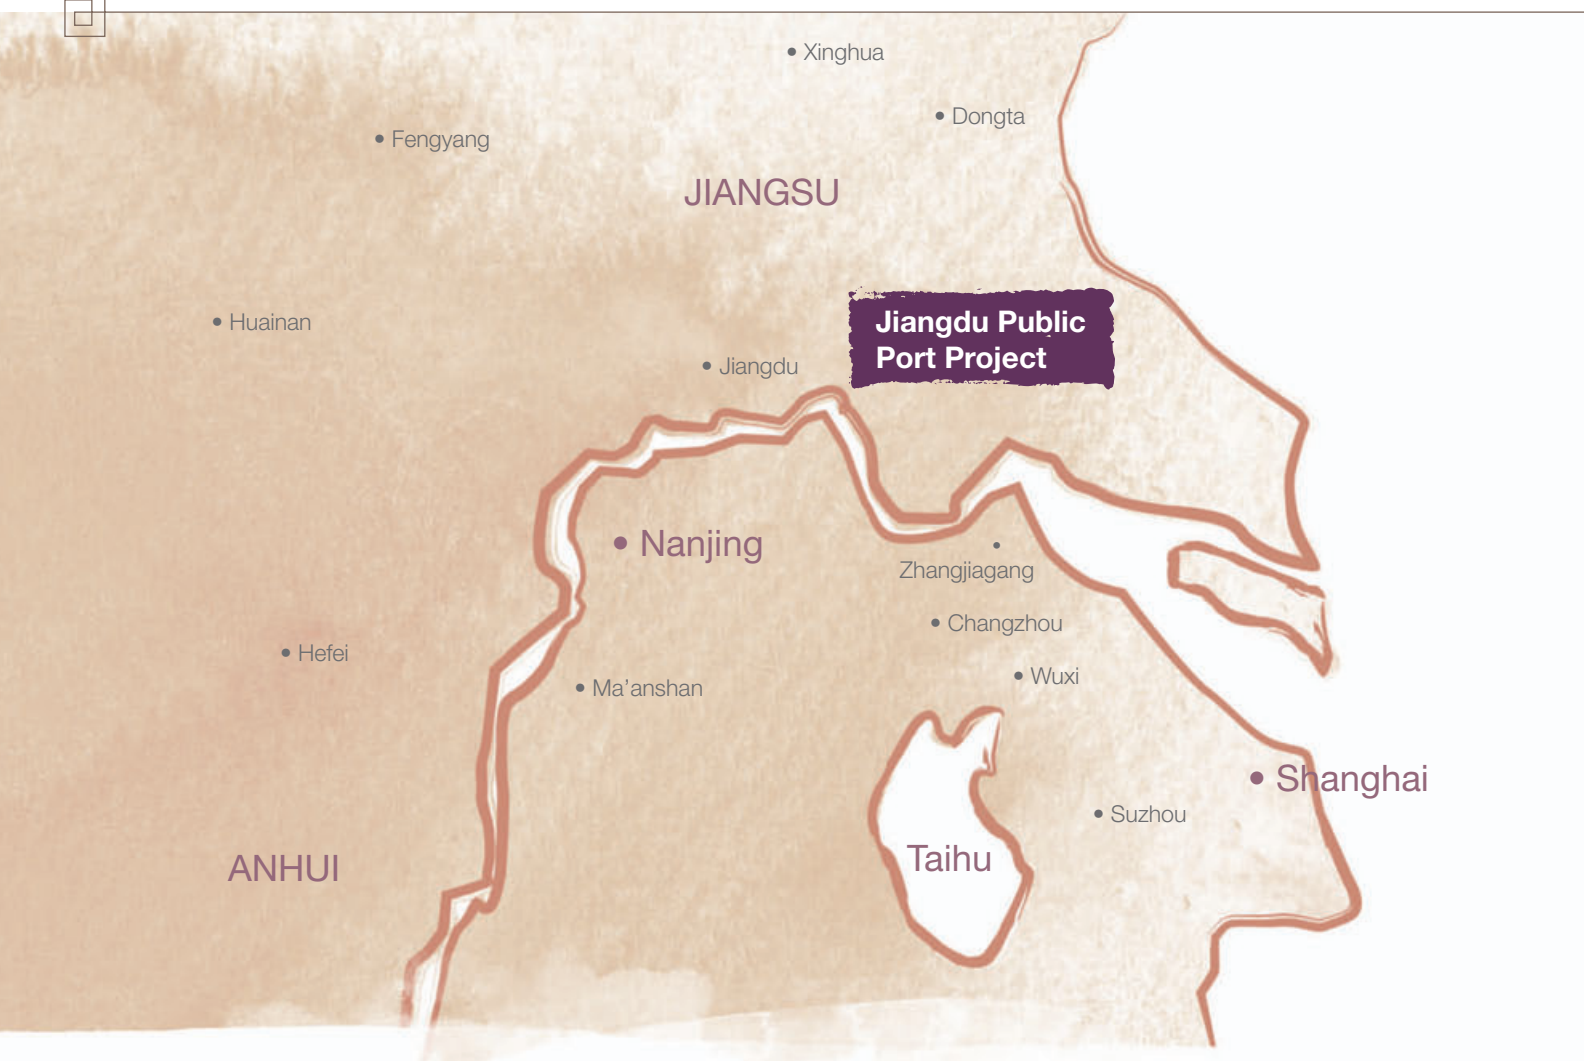 Xinghua
Dongta
Fengyang
JIANGSU
Jiangdu Public
Port Project
Huainan
Jiangdu
Nanjing
Zhangjiagang
Changzhou
Hefei
Wuxi
Ma’anshan
Shanghai
Suzhou
Taihu
ANHUI